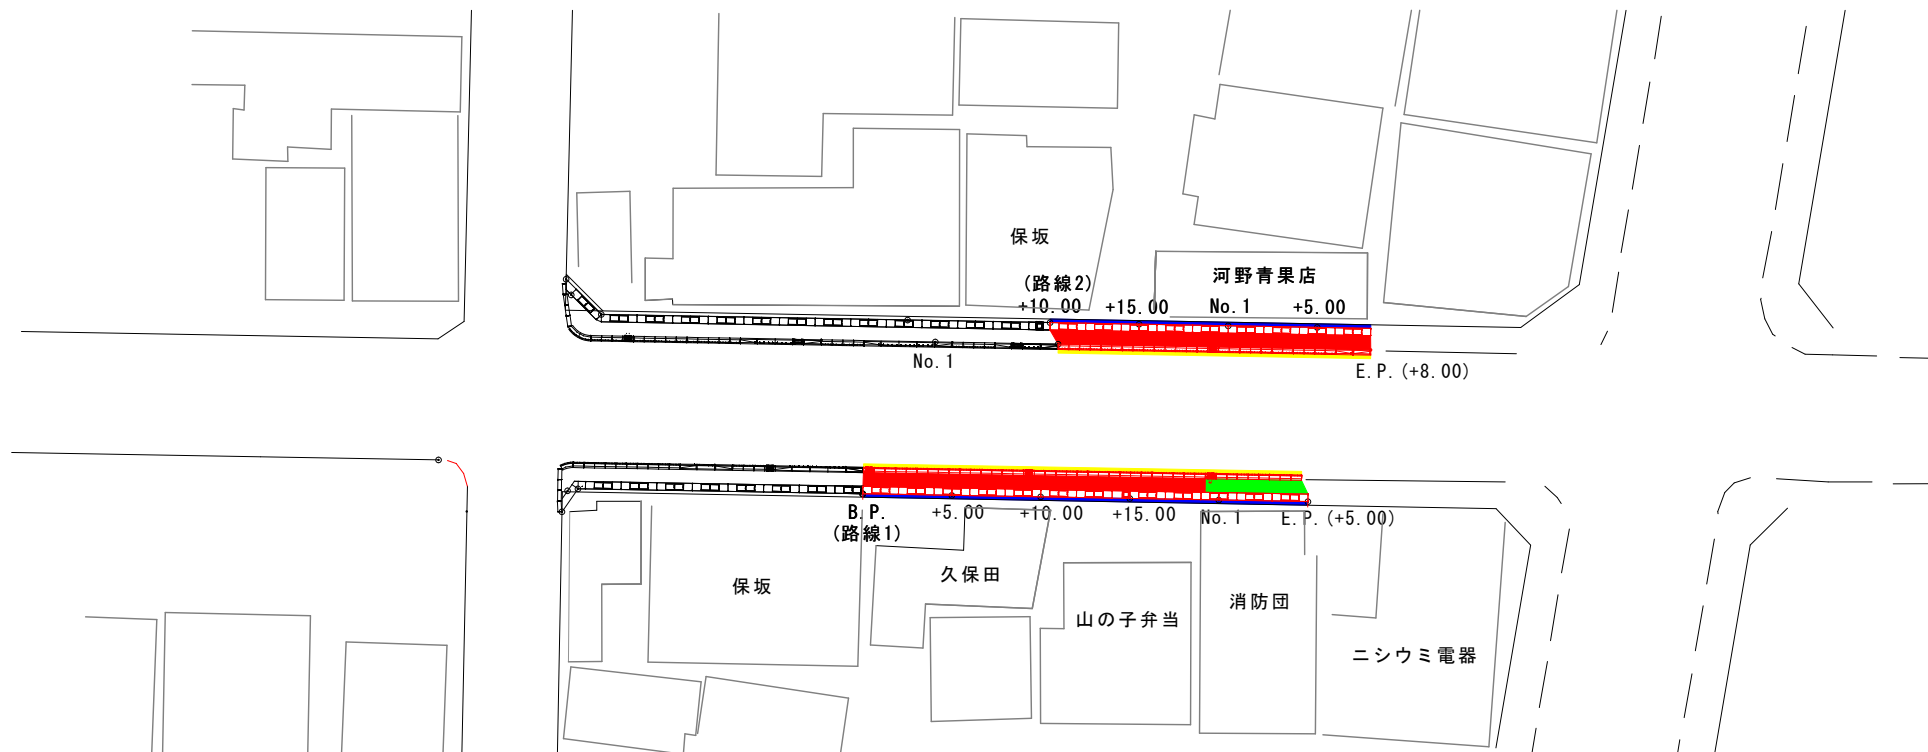 保坂
(路線2)
河野青果店
+10.00 +15.00 No.1 +5.00
No.1
E.P.(+8.00)
B.P. +5.00 +10.00 +15.00 No.1 E.P.(+5.00)
(路線1)
保坂
久保田
山の子弁当
消防団
ニシウミ電器